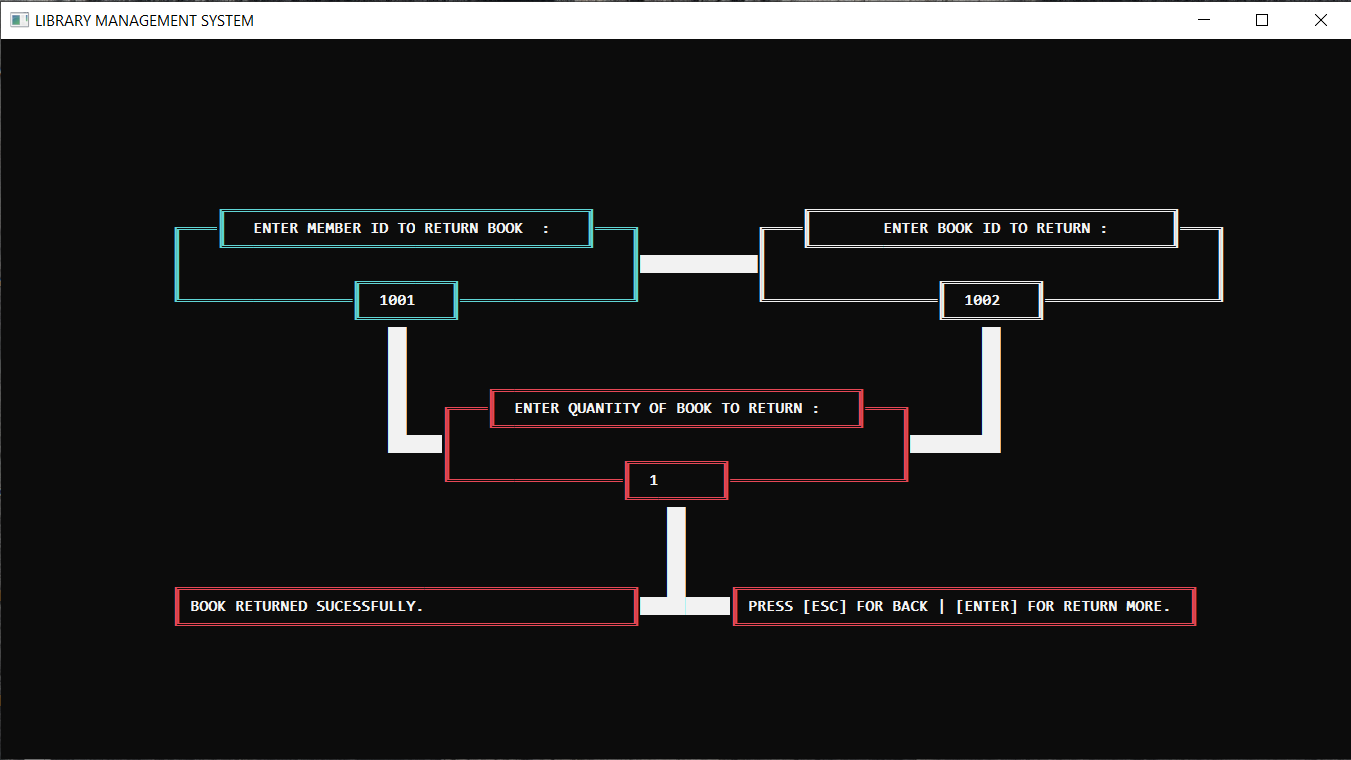 LIBRARY MANAGEMENT SYSTEM
ENTER MEMBER ID TO RETURN BOOK :
ENTER BOOK ID TO RETURN :
1001
1002
ENTER QUANTITY OF BOOK TO RETURN :
1
BOOK RETURNED SUCESSFULLY.
PRESS [ESC] FOR BACK | [ENTER] FOR RETURN MORE.